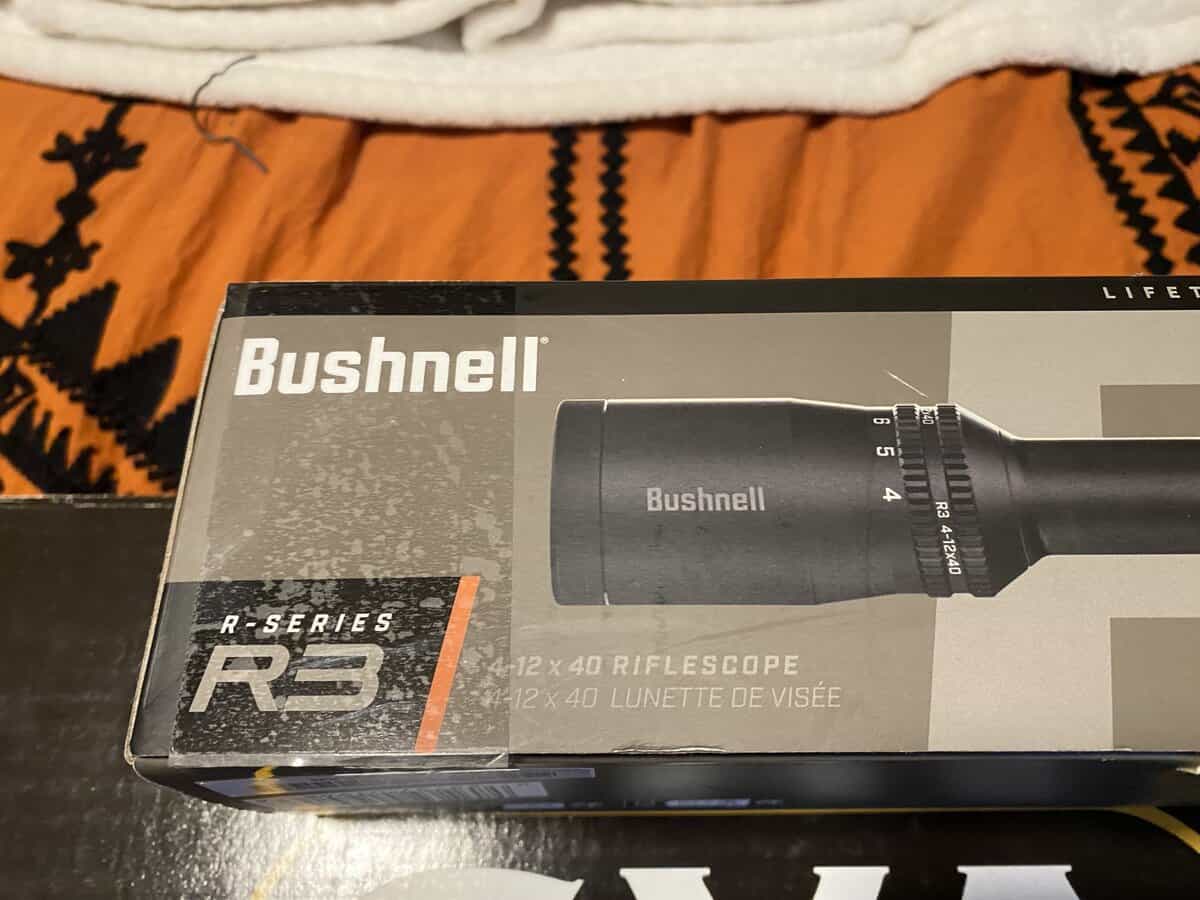 LIFET
Bushnell®
6
5
4
Bushnell
R3 4-12x40
R-SERIES
R3
4-12 x 40 RIFLESCOPE
4-12 x 40 LUNETTE DE VISÉE